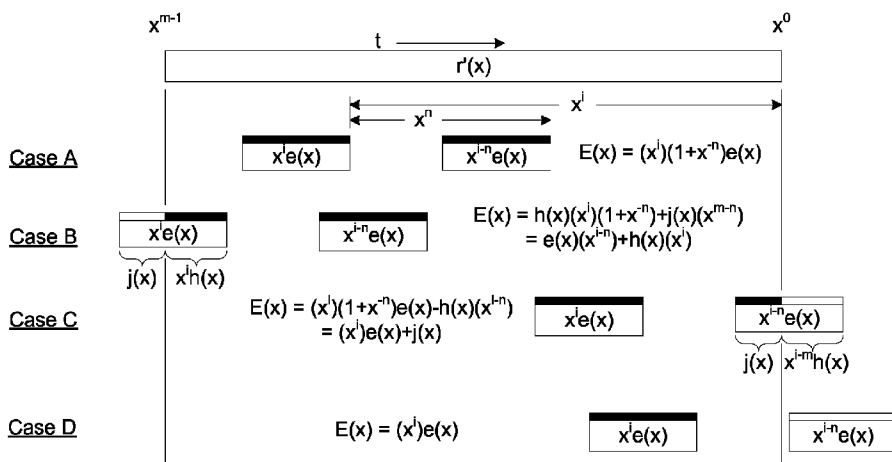 x^{m-1} x^0
t
r'(x)
x^i
x^n
Case A x^ie(x) x^{i-n}e(x) E(x) = (x^i)(1+x^{-n})e(x)
E(x) = h(x)(x^i)(1+x^{-n})+j(x)(x^{m-n})
Case B x^ie(x) x^{i-n}e(x) = e(x)(x^{i-n})+h(x)(x^i)
j(x) x^ih(x)
E(x) = (x^i)(1+x^{-n})e(x)-h(x)(x^{i-n})
Case C = (x^i)e(x)+j(x) x^ie(x) x^{i-n}e(x)
j(x) x^{i-m}h(x)
Case D E(x) = (x^i)e(x) x^ie(x) x^{i-n}e(x)